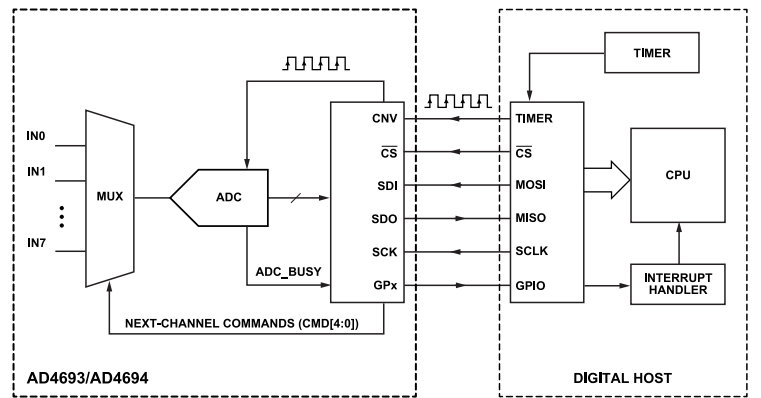 TIMER
CNV
TIMER
CS
CS
IN0
IN1
MUX
ADC
SDI
MOSI
CPU
SDO
MISO
IN7
ADC_BUSY
SCK
SCLK
GPx
GPIO
INTERRUPT
HANDLER
NEXT-CHANNEL COMMANDS (CMD[4:0])
AD4693/AD4694
DIGITAL HOST